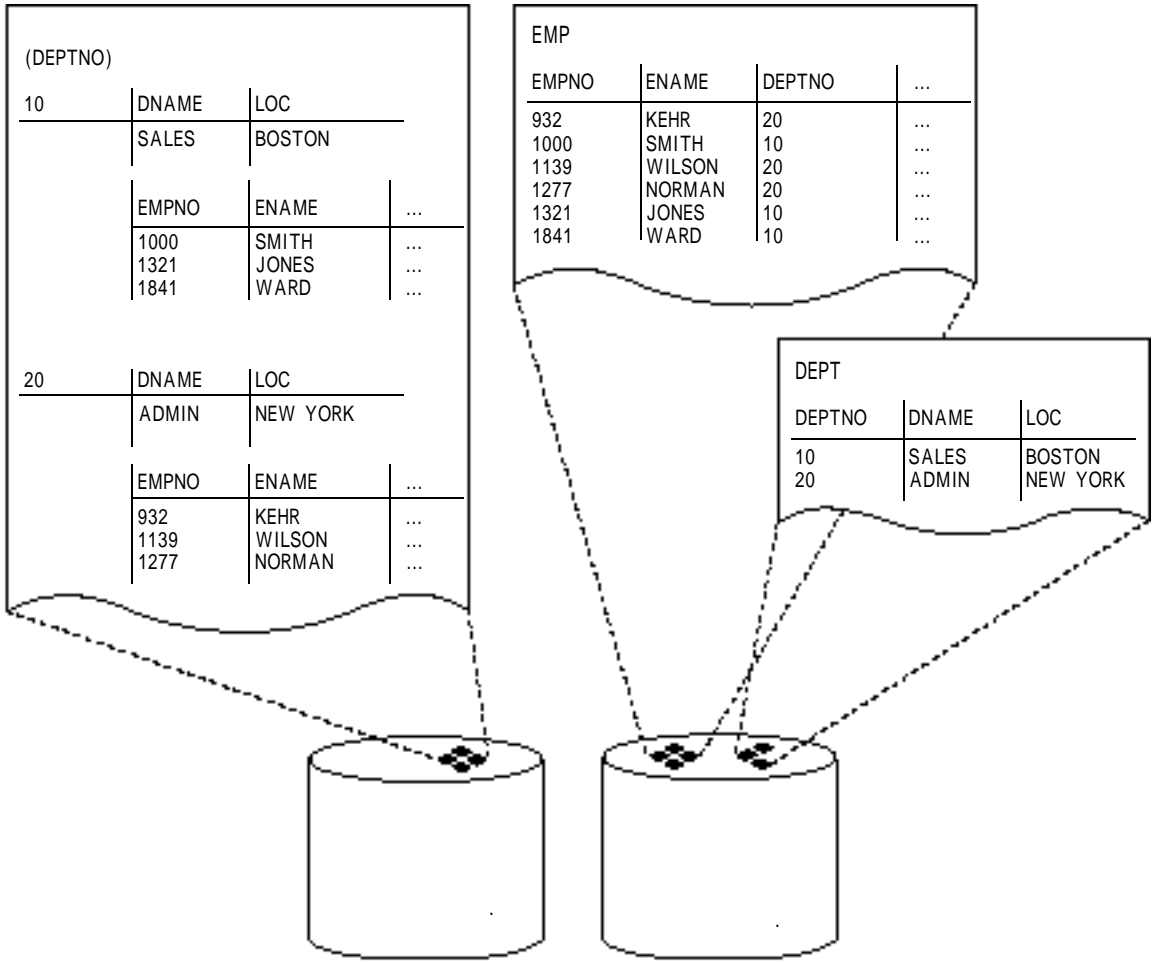 (DEPTNO)
10 DNAME LOC
SALES BOSTON
EMPNO ENAME ...
1000 SMITH ...
1321 JONES ...
1841 WARD ...
20 DNAME LOC
ADMIN NEW YORK
EMPNO ENAME ...
932 KEHR ...
1139 WILSON ...
1277 NORMAN ...
EMP
EMPNO ENAME DEPTNO ...
932 KEHR 20 ...
1000 SMITH 10 ...
1139 WILSON 20 ...
1277 NORMAN 20 ...
1321 JONES 10 ...
1841 WARD 10 ...
DEPT
DEPTNO DNAME LOC
10 SALES BOSTON
20 ADMIN NEW YORK